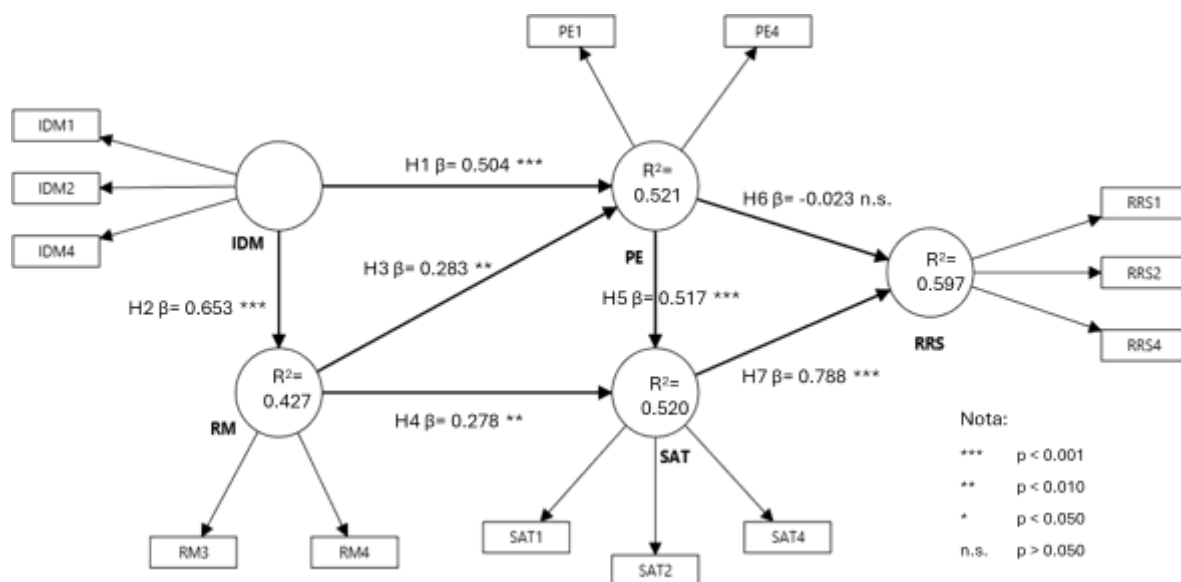 PE1
PE4
IDM1
IDM2
IDM4
IDM
H1 β= 0.504 ***
R²=
0.521
PE
H6 β= -0.023 n.s.
RRS1
RRS2
RRS4
R²=
0.597
RRS
H2 β= 0.653 ***
H3 β= 0.283 **
H5 β= 0.517 ***
R²=
0.427
RM
H4 β= 0.278 **
R²=
0.520
SAT
H7 β= 0.788 ***
RM3
RM4
SAT1
SAT2
SAT4
Nota:
*** p < 0.001
** p < 0.010
* p < 0.050
n.s. p > 0.050